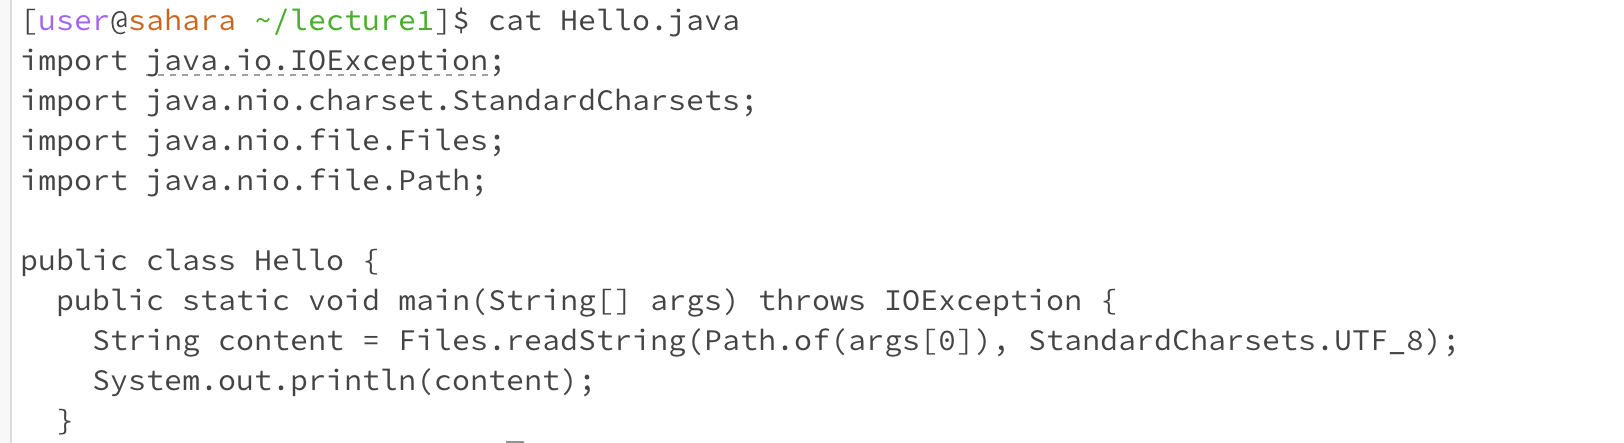 [user@sahara ~/lecture1]$ cat Hello.java
import java.io.IOException;
import java.nio.charset.StandardCharsets;
import java.nio.file.Files;
import java.nio.file.Path;

public class Hello {
  public static void main(String[] args) throws IOException {
    String content = Files.readString(Path.of(args[0]), StandardCharsets.UTF_8);
    System.out.println(content);
  }